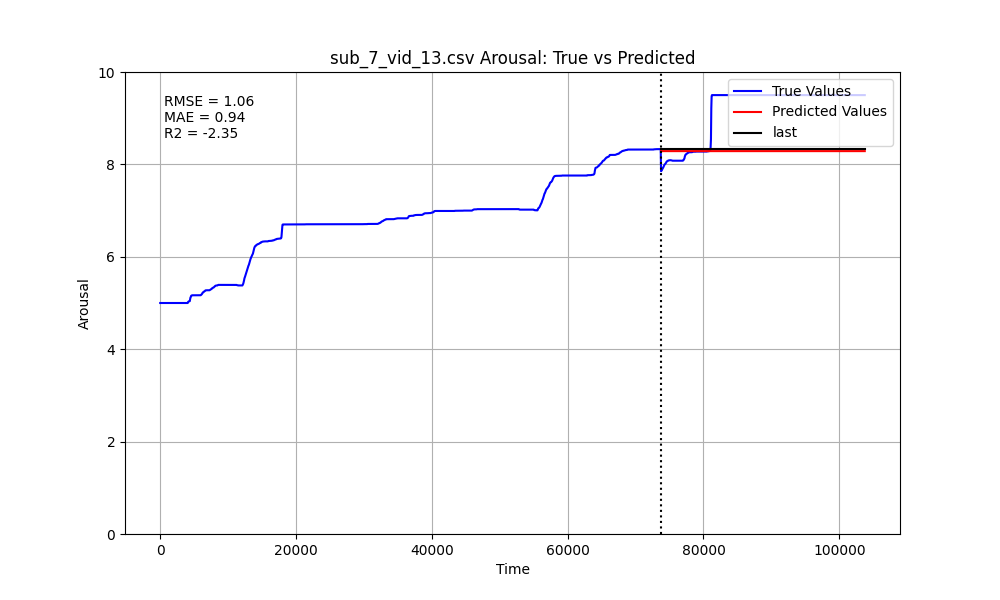 sub_7_vid_13.csv Arousal: True vs Predicted
RMSE = 1.06
MAE = 0.94
R2 = -2.35
True Values
Predicted Values
last
10
8
6
4
2
0
Arousal
0 20000 40000 60000 80000 100000
Time